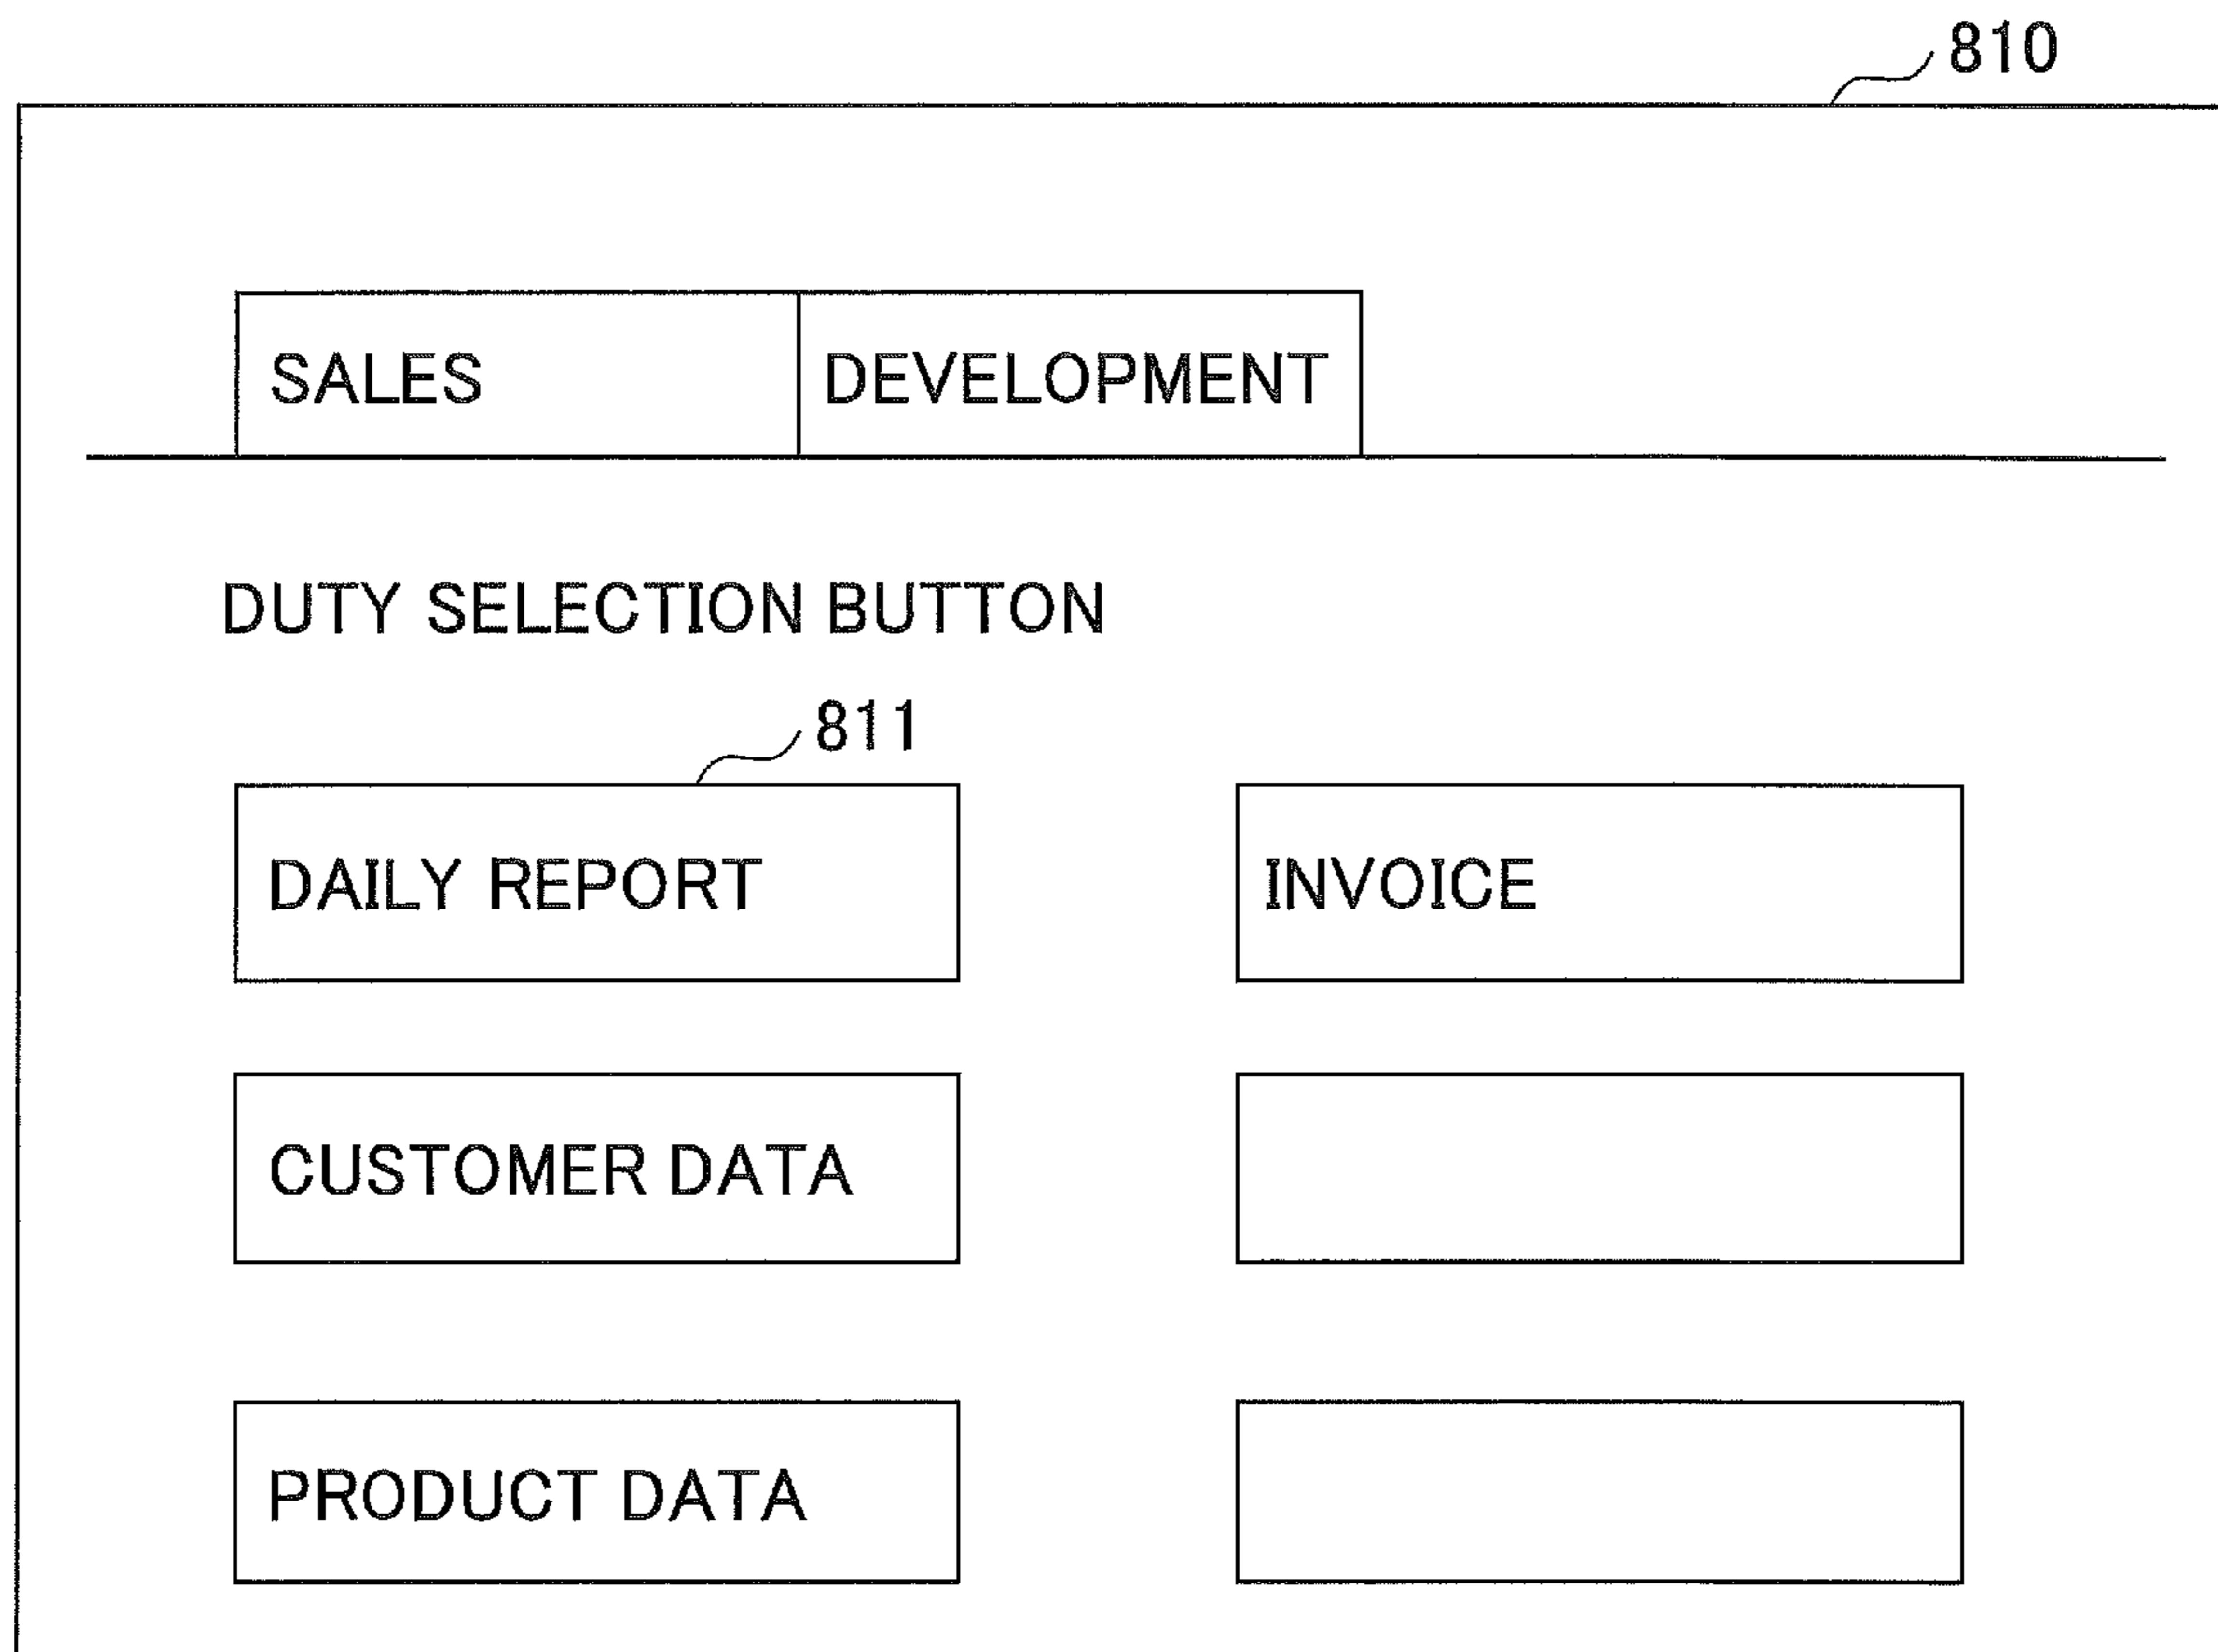 810
SALES DEVELOPMENT
DUTY SELECTION BUTTON
811
DAILY REPORT INVOICE
CUSTOMER DATA
PRODUCT DATA